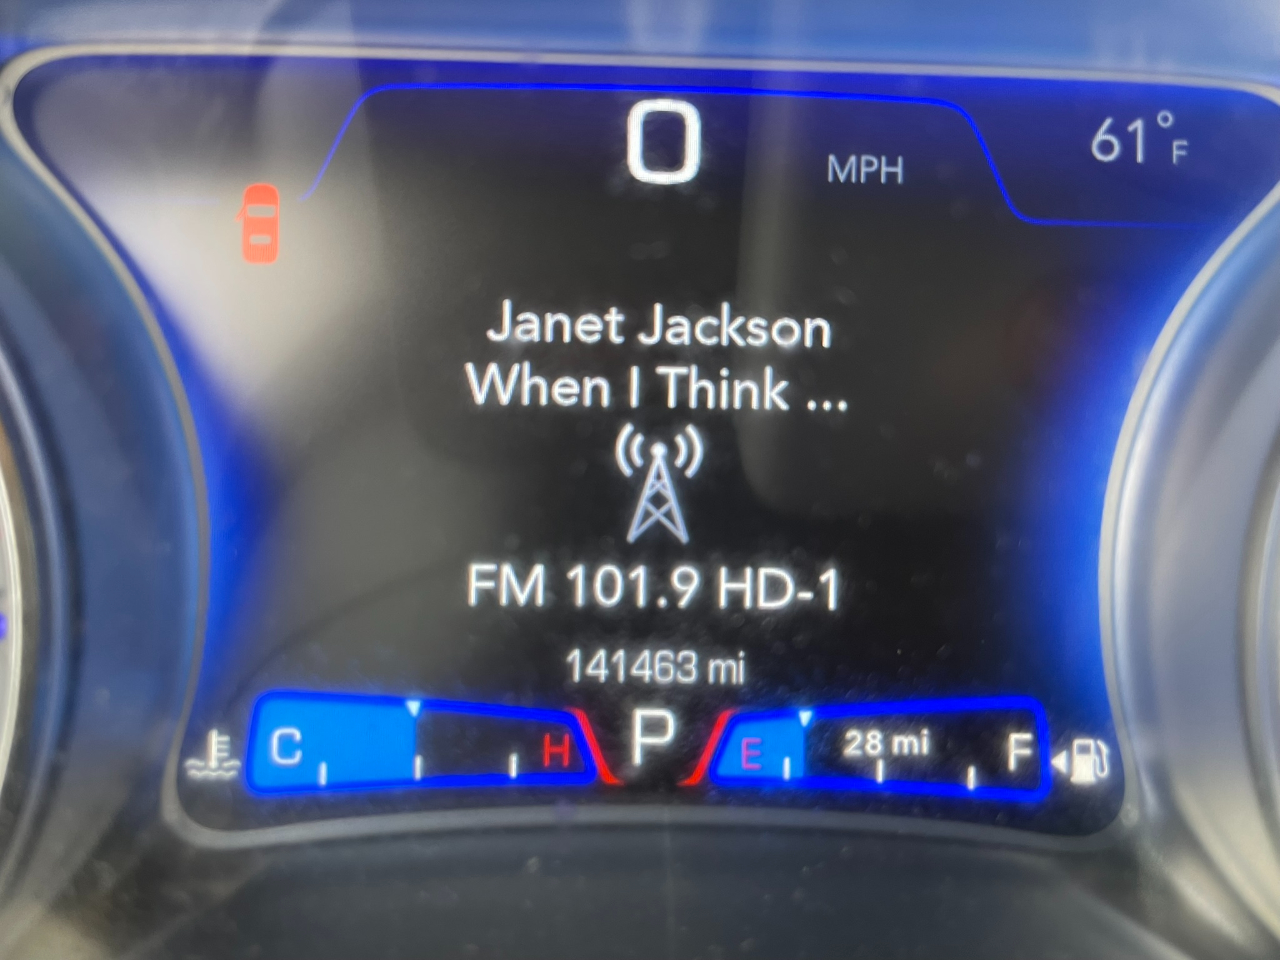 0 MPH
61°F
Janet Jackson
When I Think ...
FM 101.9 HD-1
141463 mi
C H P E 28 mi F